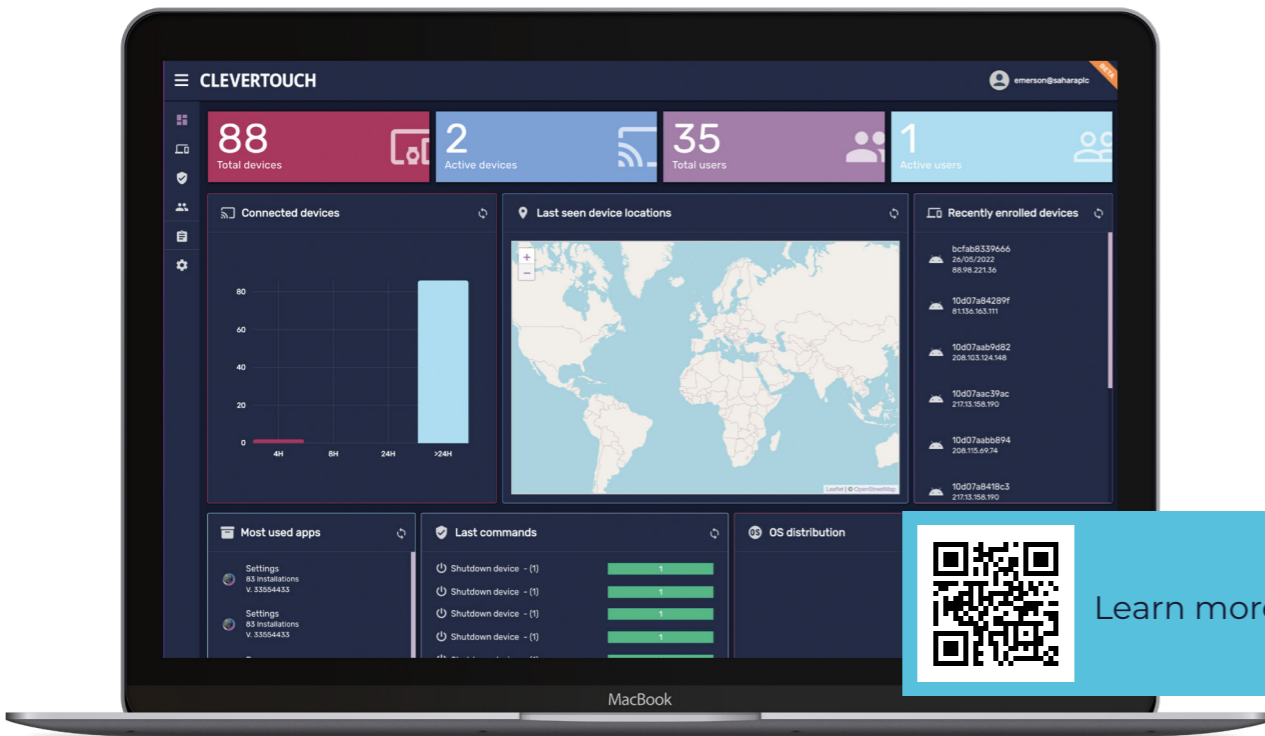 CLEVERTOUCH
emerson@saharaplc
BETA
88
Total devices
2
Active devices
35
Total users
1
Active users
Connected devices
80
60
40
20
0
4H
8H
24H
>24H
Last seen device locations
+
−
Leaflet | © OpenStreetMap
Recently enrolled devices
bcfab8339666
26/05/2022
88.98.221.36
10d07a84289f
81.136.163.111
10d07aab9d82
208.103.124.148
10d07aac39ac
217.13.158.190
10d07aabb894
208.115.69.74
10d07a8418c3
217.13.158.190
Most used apps
Settings
83 Installations
V. 33554433
Settings
83 Installations
V. 33554433
Last commands
Shutdown device - (1)
1
Shutdown device - (1)
1
Shutdown device - (1)
1
Shutdown device - (1)
1
OS
OS distribution
Learn more
MacBook